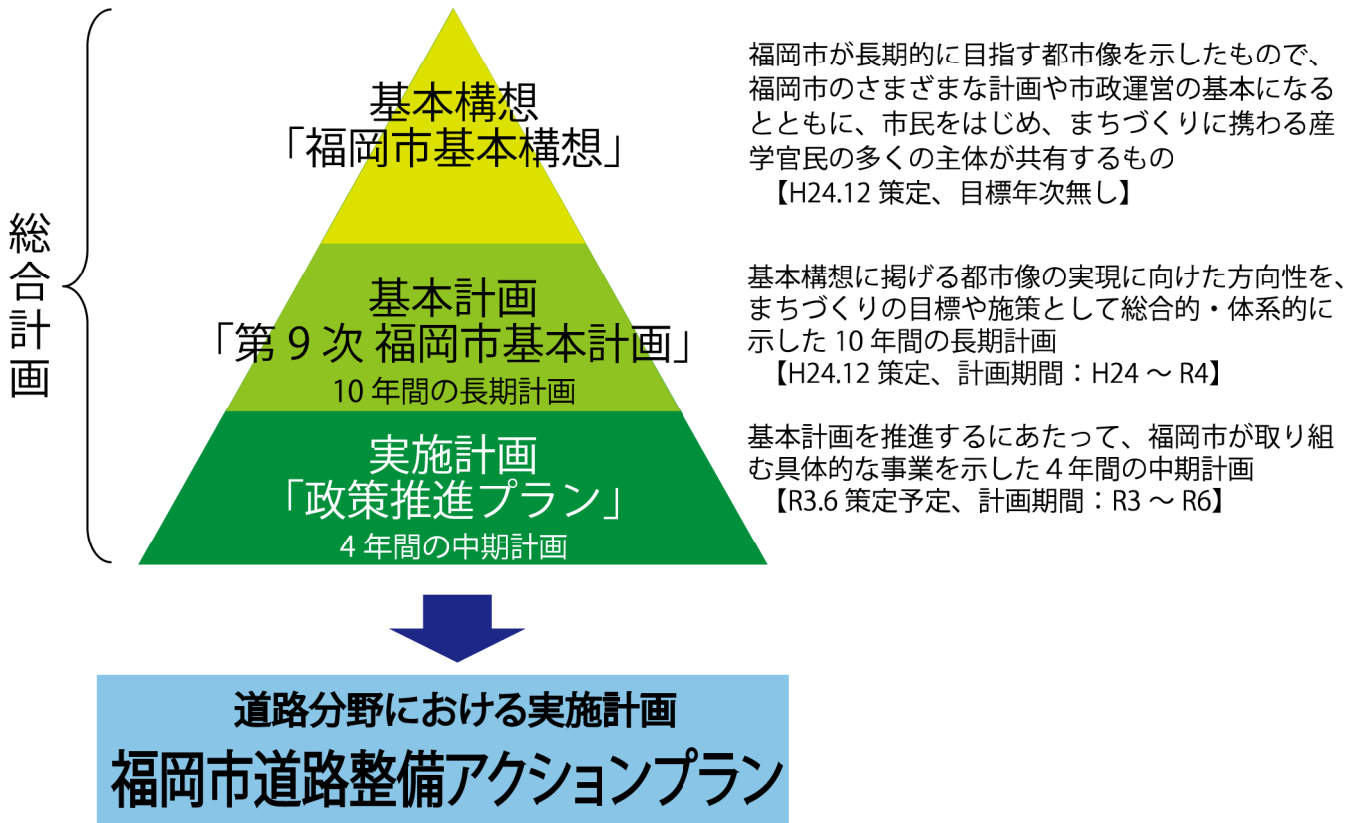 総合計画
基本構想
「福岡市基本構想」
福岡市が長期的に目指す都市像を示したもので、
福岡市のさまざまな計画や市政運営の基本になる
とともに、市民をはじめ、まちづくりに携わる産
学官民の多くの主体が共有するもの
【H24.12 策定、目標年次無し】
基本計画
「第 9 次 福岡市基本計画」
10 年間の長期計画
基本構想に掲げる都市像の実現に向けた方向性を、
まちづくりの目標や施策として総合的・体系的に
示した 10 年間の長期計画
【H24.12 策定、計画期間：H24 ～ R4】
実施計画
「政策推進プラン」
4 年間の中期計画
基本計画を推進するにあたって、福岡市が取り組
む具体的な事業を示した４年間の中期計画
【R3.6 策定予定、計画期間：R3 ～ R6】
道路分野における実施計画
福岡市道路整備アクションプラン